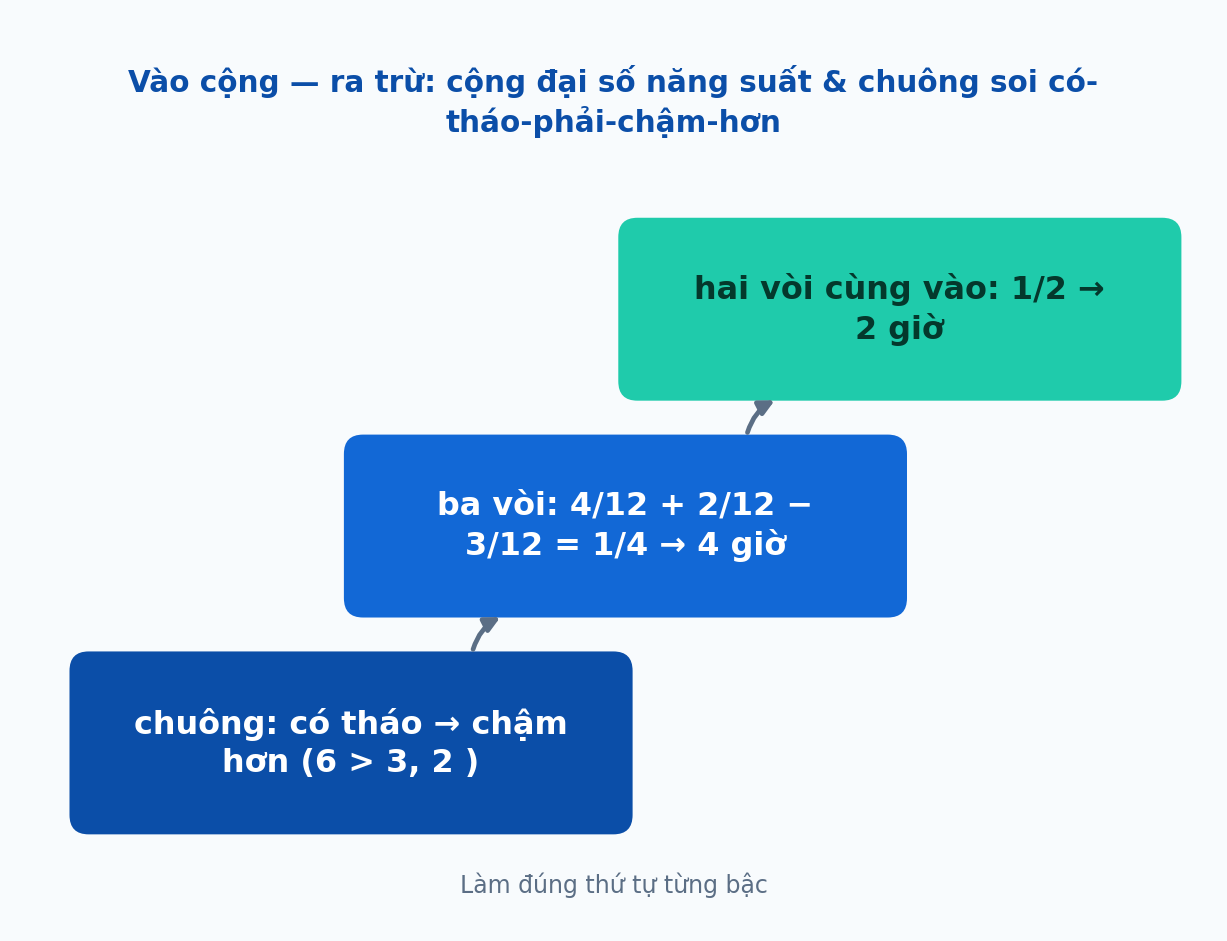 Vào cộng — ra trừ: cộng đại số năng suất & chuông soi có-
tháo-phải-chậm-hơn
hai vòi cùng vào: 1/2 →
2 giờ
ba vòi: 4/12 + 2/12 −
3/12 = 1/4 → 4 giờ
chuông: có tháo → chậm
hơn (6 > 3, 2 )
Làm đúng thứ tự từng bậc